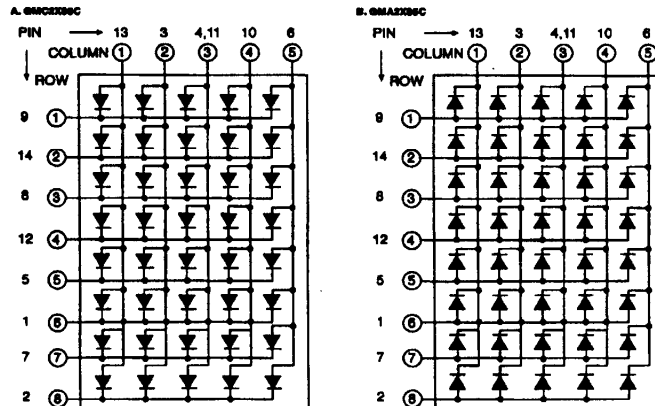 A. GMC2X88C
PIN → 13 3 4,11 10 6
COLUMN ① ② ③ ④ ⑤
↓ ROW
9 ①
14 ②
8 ③
12 ④
5 ⑤
1 ⑥
7 ⑦
2 ⑧
B. GMA2X88C
PIN → 13 3 4,11 10 6
COLUMN ① ② ③ ④ ⑤
↓ ROW
9 ①
14 ②
8 ③
12 ④
5 ⑤
1 ⑥
7 ⑦
2 ⑧